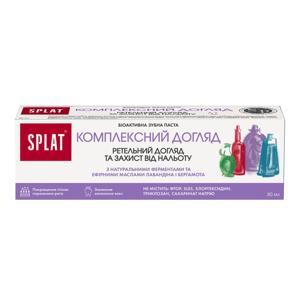 SPLAT
БІОАКТИВНА ЗУБНА ПАСТА
КОМПЛЕКСНИЙ ДОГЛЯД
РЕТЕЛЬНИЙ ДОГЛЯД
ТА ЗАХИСТ ВІД НАЛЬОТУ
З НАТУРАЛЬНИМИ ФЕРМЕНТАМИ ТА
ЕФІРНИМИ МАСЛАМИ ЛАВАНДИ І БЕРГАМОТА
НЕ МІСТИТЬ: ФТОР, SLES, ХЛОРГЕКСИДИН,
ТРИКЛОЗАН, САХАРИНАТ НАТРІЮ